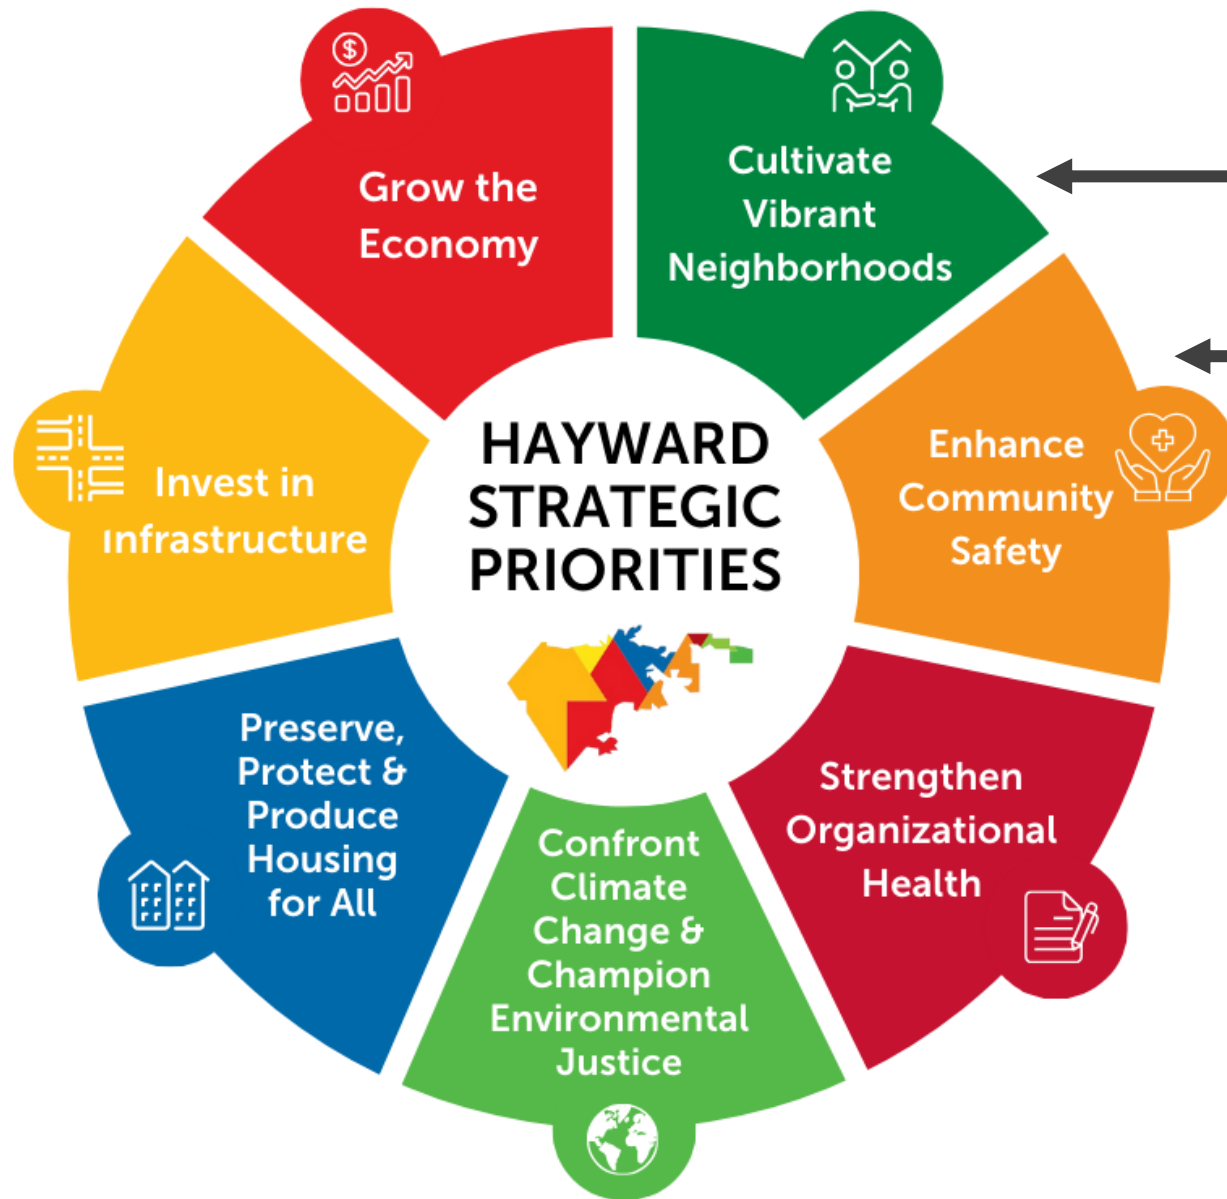 HAYWARD
STRATEGIC
PRIORITIES
Grow the
Economy
Cultivate
Vibrant
Neighborhoods
Enhance
Community
Safety
Strengthen
Organizational
Health
Confront
Climate
Change &
Champion
Environmental
Justice
Preserve,
Protect &
Produce
Housing
for All
Invest in
Infrastructure
$